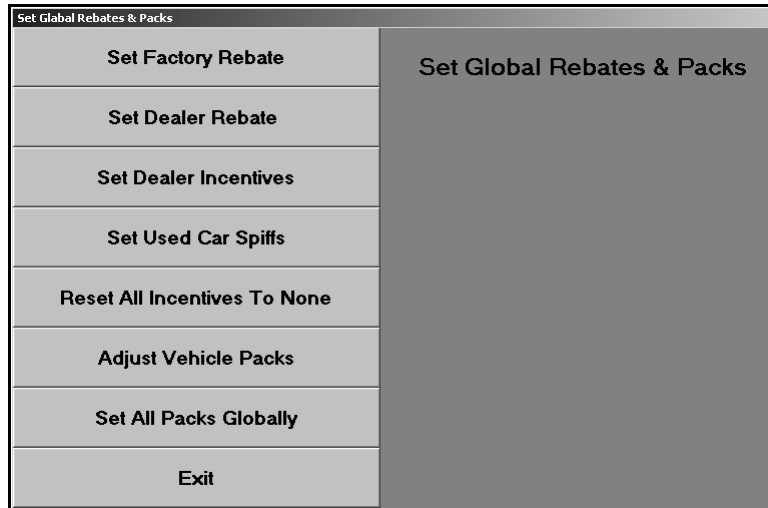 Set Glabal Rebates & Packs
Set Factory Rebate
Set Global Rebates & Packs
Set Dealer Rebate
Set Dealer Incentives
Set Used Car Spiffs
Reset All Incentives To None
Adjust Vehicle Packs
Set All Packs Globally
Exit